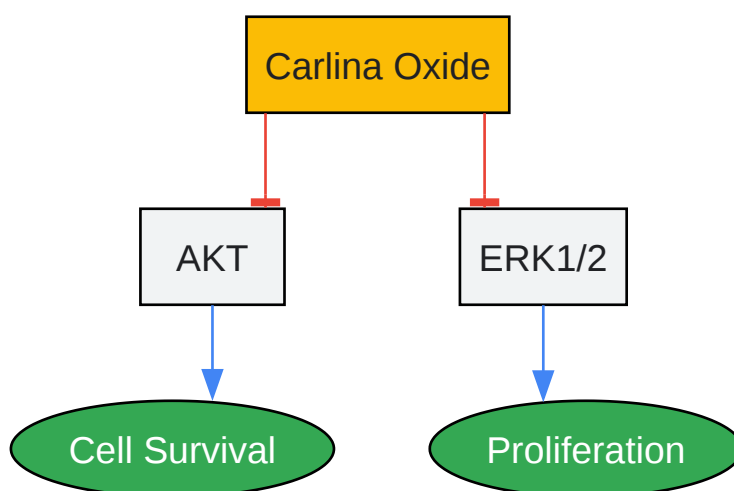 Carlina Oxide
AKT
ERK1/2
Cell Survival
Proliferation